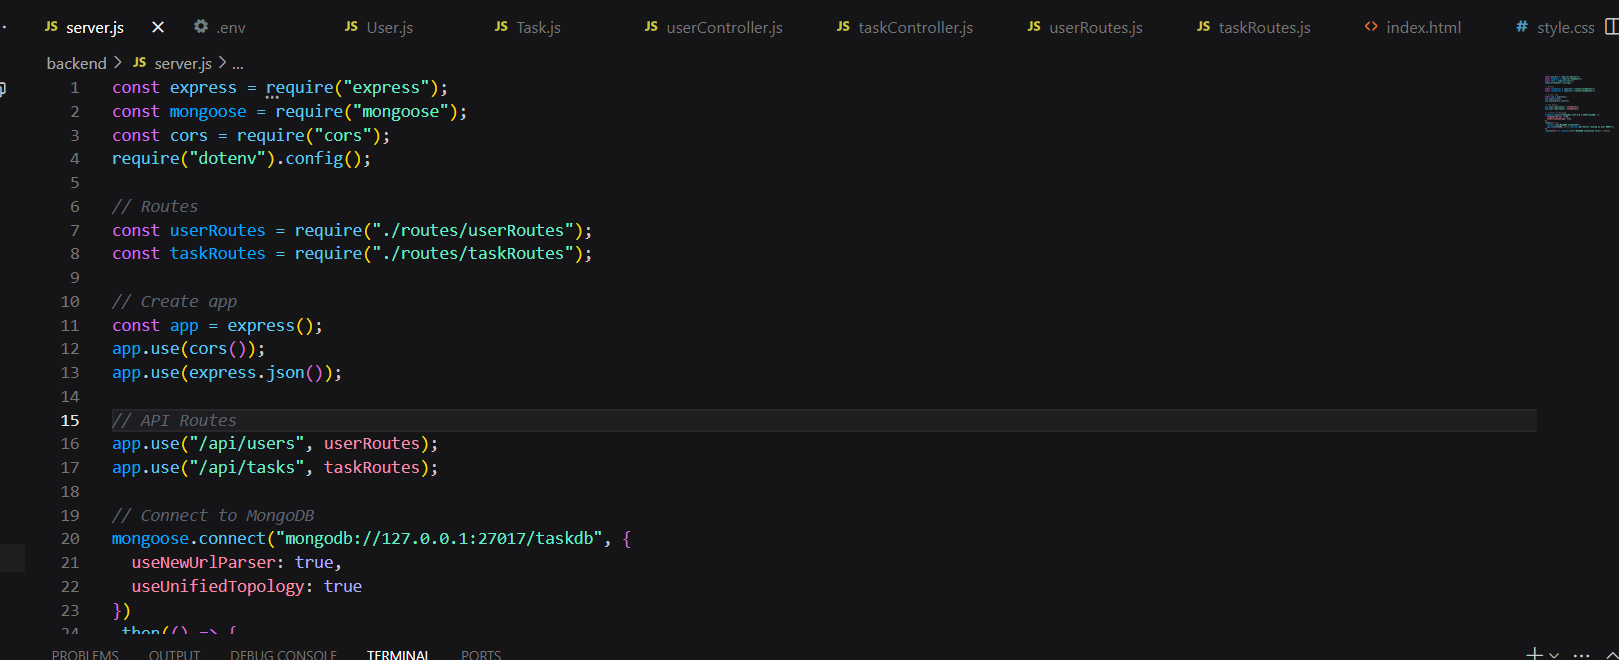 JS server.js × .env JS User.js JS Task.js JS userController.js JS taskController.js JS userRoutes.js JS taskRoutes.js <> index.html # style.css
backend > JS server.js > ...
1 const express = require("express");
2 const mongoose = require("mongoose");
3 const cors = require("cors");
4 require("dotenv").config();
5
6 // Routes
7 const userRoutes = require("./routes/userRoutes");
8 const taskRoutes = require("./routes/taskRoutes");
9
10 // Create app
11 const app = express();
12 app.use(cors());
13 app.use(express.json());
14
15 // API Routes
16 app.use("/api/users", userRoutes);
17 app.use("/api/tasks", taskRoutes);
18
19 // Connect to MongoDB
20 mongoose.connect("mongodb://127.0.0.1:27017/taskdb", {
21   useNewUrlParser: true,
22   useUnifiedTopology: true
23 })
24 .then(() => {
PROBLEMS OUTPUT DEBUG CONSOLE TERMINAL PORTS